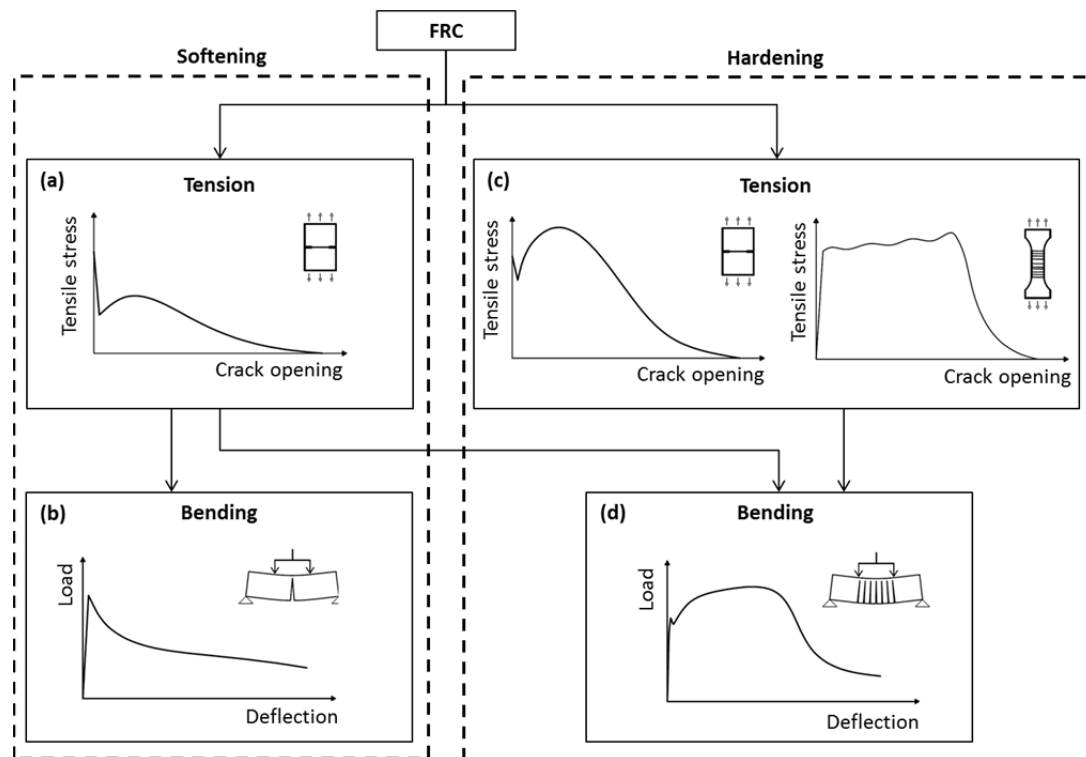 FRC
Softening
Hardening
(a)
Tension
Tensile stress
Crack opening
(c)
Tension
Tensile stress
Crack opening
Tensile stress
Crack opening
(b)
Bending
Load
Deflection
(d)
Bending
Load
Deflection